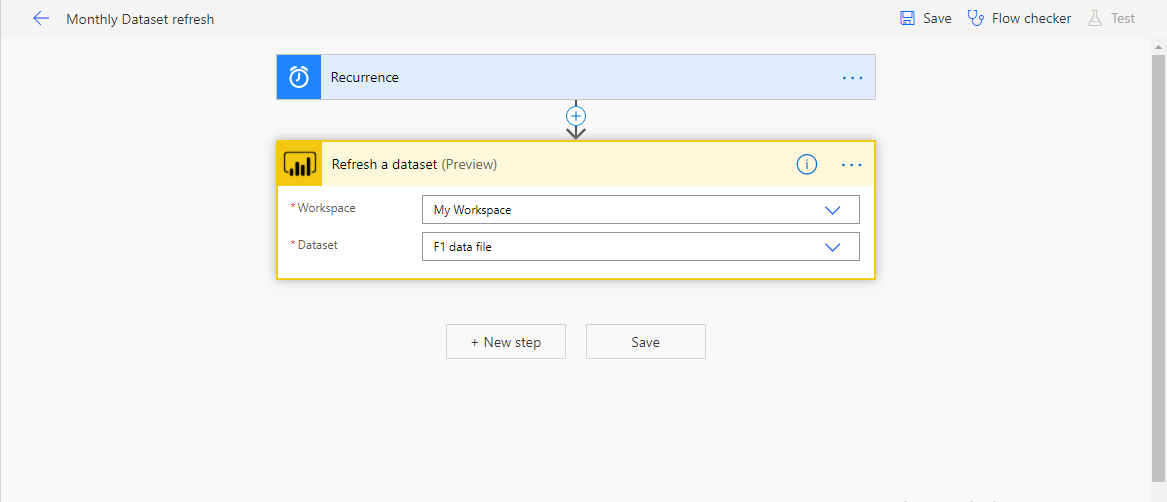 Monthly Dataset refresh
Save Flow checker Test
Recurrence
Refresh a dataset (Preview)
* Workspace My Workspace
* Dataset F1 data file
+ New step Save